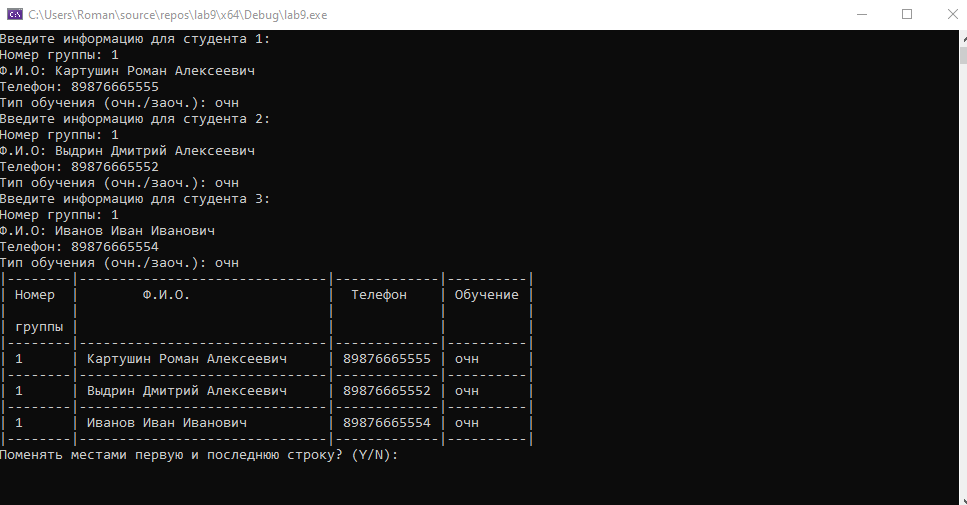 C:\Users\Roman\source\repos\lab9\x64\Debug\lab9.exe
Введите информацию для студента 1:
Номер группы: 1
Ф.И.О: Картушин Роман Алексеевич
Телефон: 89876665555
Тип обучения (очн./заоч.): очн
Введите информацию для студента 2:
Номер группы: 1
Ф.И.О: Выдрин Дмитрий Алексеевич
Телефон: 89876665552
Тип обучения (очн./заоч.): очн
Введите информацию для студента 3:
Номер группы: 1
Ф.И.О: Иванов Иван Иванович
Телефон: 89876665554
Тип обучения (очн./заоч.): очн
|--------|-------------------------------|-------------|----------|
| Номер | Ф.И.О. | Телефон | Обучение |
| | | | |
| группы | | | |
|--------|-------------------------------|-------------|----------|
| 1 | Картушин Роман Алексеевич | 89876665555 | очн |
|--------|-------------------------------|-------------|----------|
| 1 | Выдрин Дмитрий Алексеевич | 89876665552 | очн |
|--------|-------------------------------|-------------|----------|
| 1 | Иванов Иван Иванович | 89876665554 | очн |
|--------|-------------------------------|-------------|----------|
Поменять местами первую и последнюю строку? (Y/N):